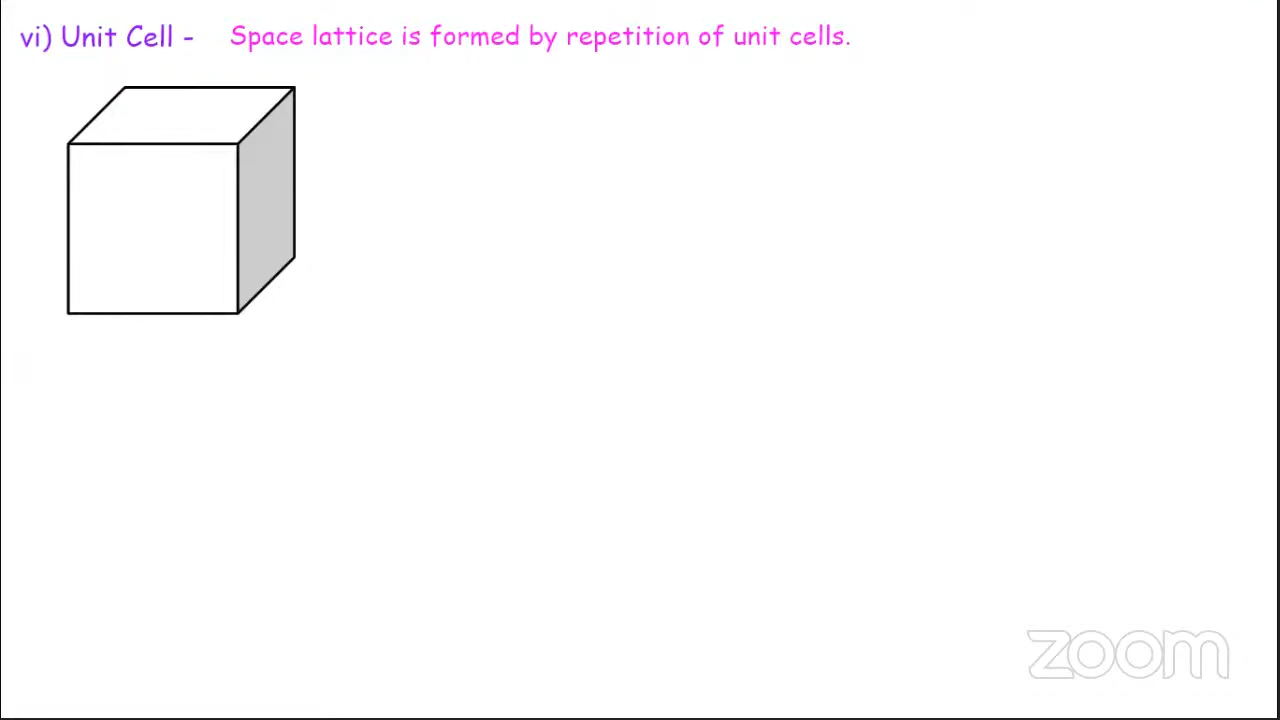 vi) Unit Cell - Space lattice is formed by repetition of unit cells.
zoom